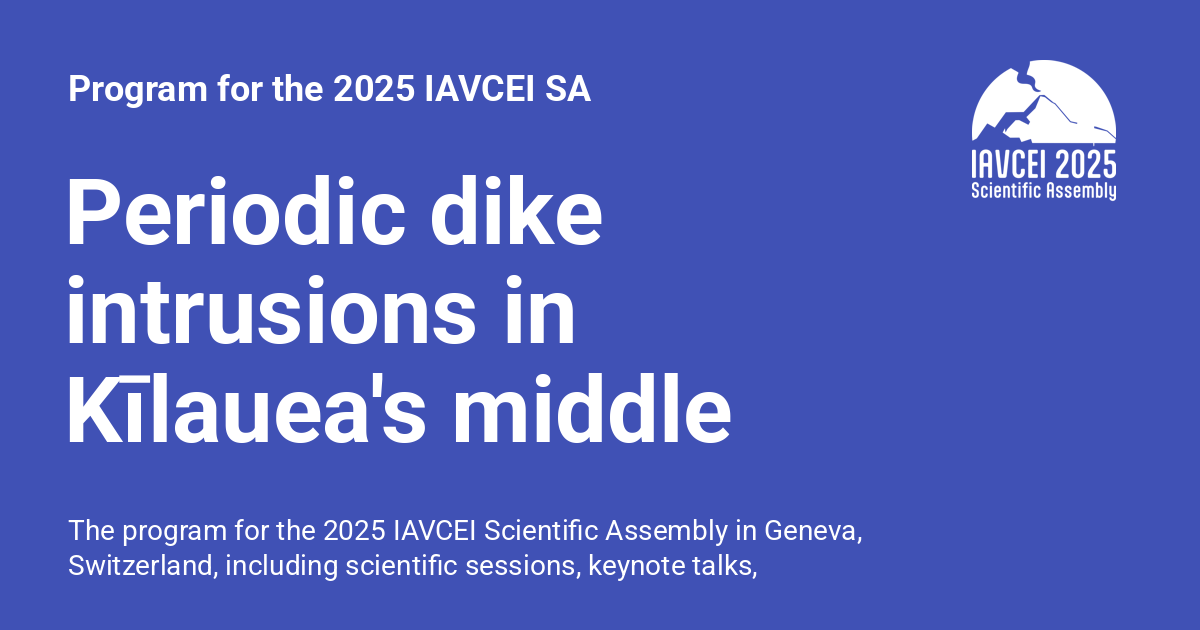 Program for the 2025 IAVCEI SA
IAVCEI 2025
Scientific Assembly
Periodic dike
intrusions in
Kīlauea's middle
The program for the 2025 IAVCEI Scientific Assembly in Geneva,
Switzerland, including scientific sessions, keynote talks,